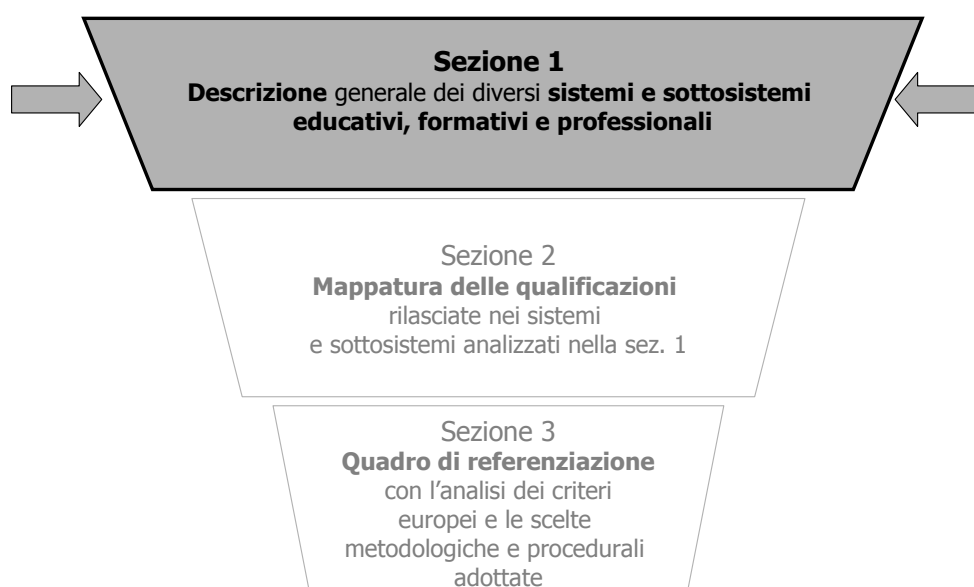 Sezione 1
Descrizione generale dei diversi sistemi e sottosistemi
educativi, formativi e professionali
Sezione 2
Mappatura delle qualificazioni
rilasciate nei sistemi
e sottosistemi analizzati nella sez. 1
Sezione 3
Quadro di referenziazione
con l’analisi dei criteri
europei e le scelte
metodologiche e procedurali
adottate